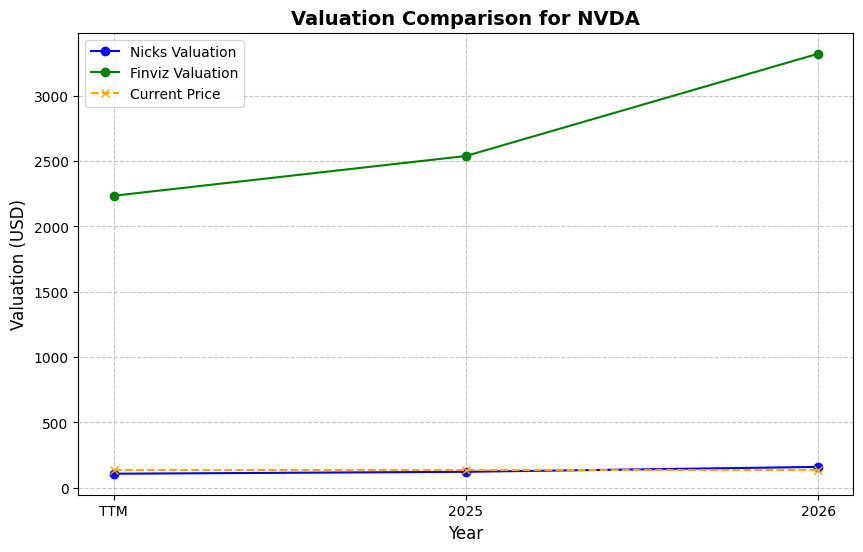 Valuation Comparison for NVDA
Nicks Valuation
Finviz Valuation
Current Price
Valuation (USD)
3000
2500
2000
1500
1000
500
0
TTM 2025 2026
Year